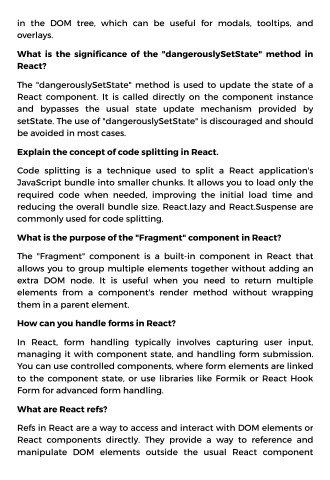 in the DOM tree, which can be useful for modals, tooltips, and
overlays.
What is the significance of the "dangerouslySetState" method in
React?
The "dangerouslySetState" method is used to update the state of a
React component. It is called directly on the component instance
and bypasses the usual state update mechanism provided by
setState. The use of "dangerouslySetState" is discouraged and should
be avoided in most cases.
Explain the concept of code splitting in React.
Code splitting is a technique used to split a React application's
JavaScript bundle into smaller chunks. It allows you to load only the
required code when needed, improving the initial load time and
reducing the overall bundle size. React.lazy and React.Suspense are
commonly used for code splitting.
What is the purpose of the "Fragment" component in React?
The "Fragment" component is a built-in component in React that
allows you to group multiple elements together without adding an
extra DOM node. It is useful when you need to return multiple
elements from a component's render method without wrapping
them in a parent element.
How can you handle forms in React?
In React, form handling typically involves capturing user input,
managing it with component state, and handling form submission.
You can use controlled components, where form elements are linked
to the component state, or use libraries like Formik or React Hook
Form for advanced form handling.
What are React refs?
Refs in React are a way to access and interact with DOM elements or
React components directly. They provide a way to reference and
manipulate DOM elements outside the usual React component